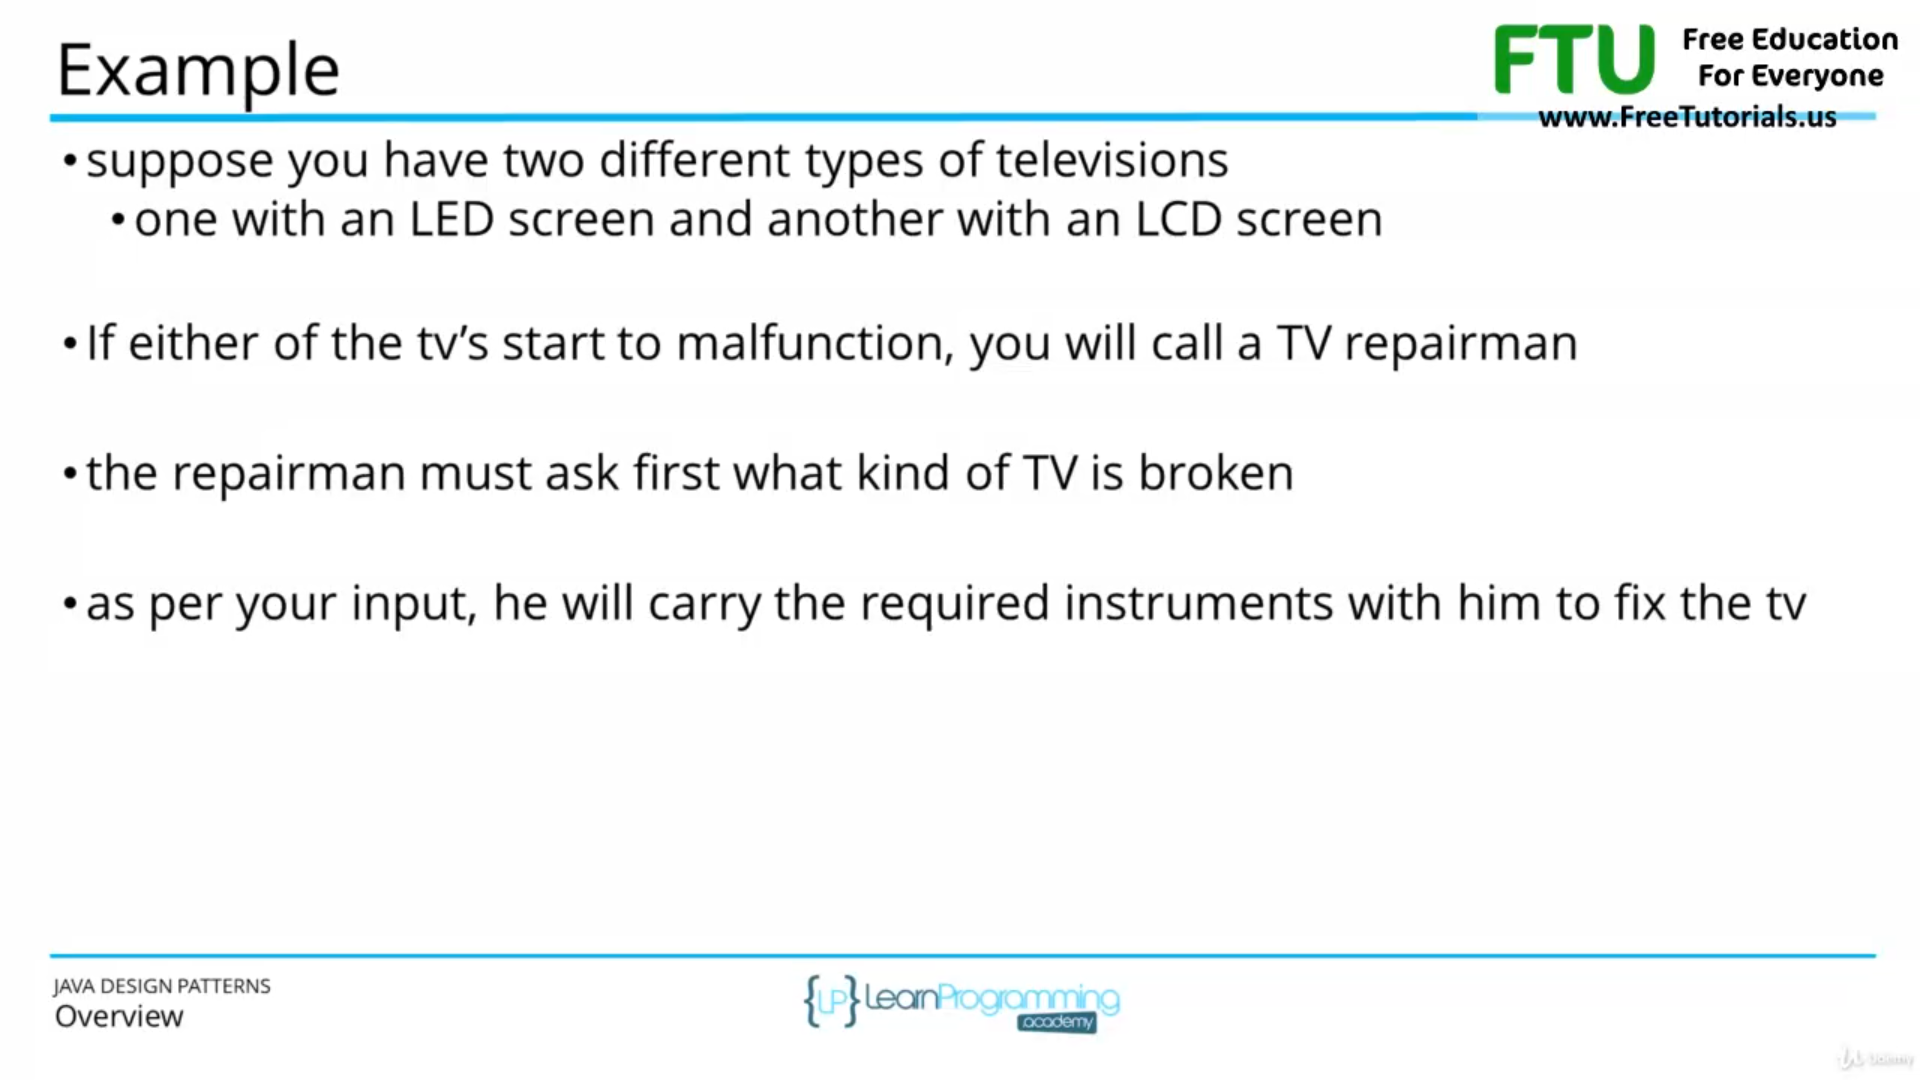 Example
FTU Free Education
For Everyone
www.FreeTutorials.us
• suppose you have two different types of televisions
• one with an LED screen and another with an LCD screen
• If either of the tv’s start to malfunction, you will call a TV repairman
• the repairman must ask first what kind of TV is broken
• as per your input, he will carry the required instruments with him to fix the tv
JAVA DESIGN PATTERNS
Overview
{LP} LearnProgramming
academy
Udemy